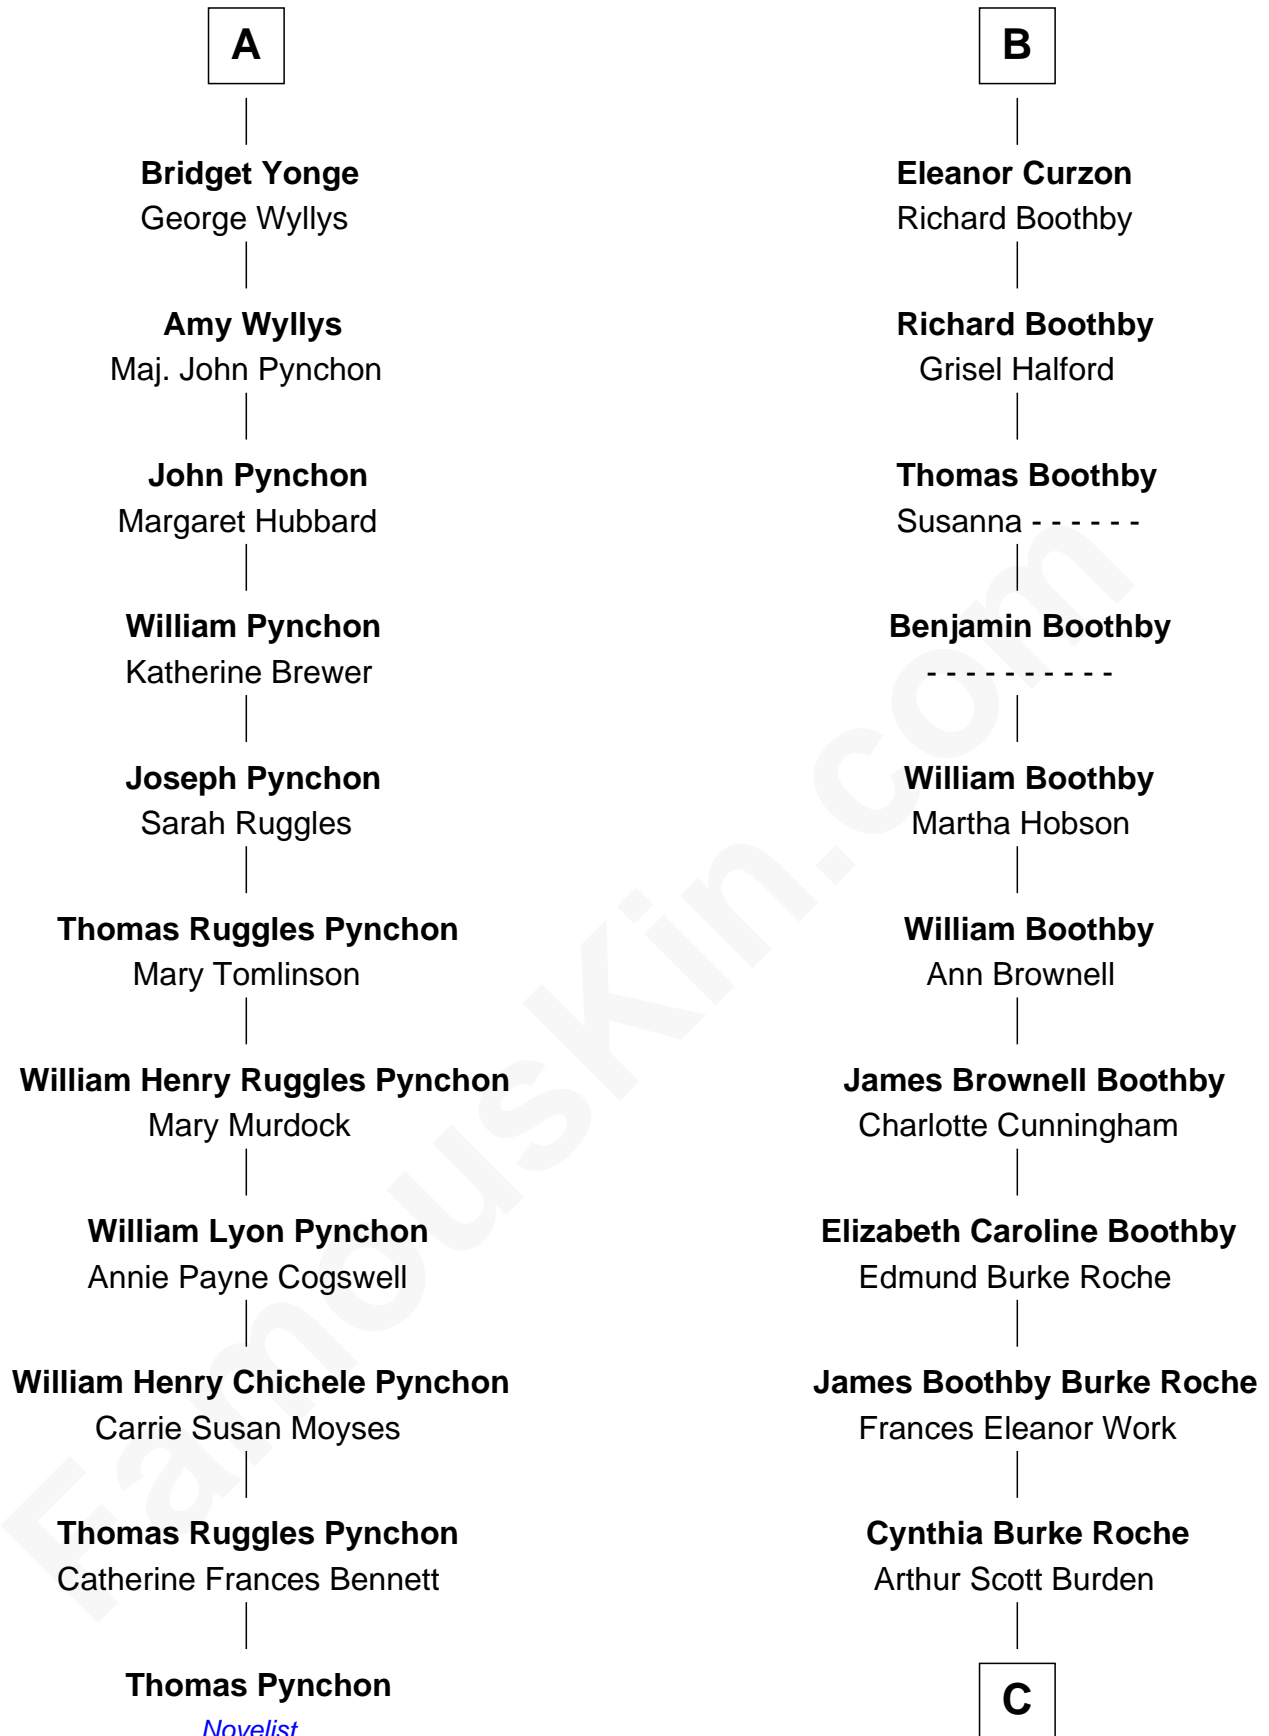 A
Bridget Yonge
George Wyllys
Amy Wyllys
Maj. John Pynchon
John Pynchon
Margaret Hubbard
William Pynchon
Katherine Brewer
Joseph Pynchon
Sarah Ruggles
Thomas Ruggles Pynchon
Mary Tomlinson
William Henry Ruggles Pynchon
Mary Murdock
William Lyon Pynchon
Annie Payne Cogswell
William Henry Chichele Pynchon
Carrie Susan Moyses
Thomas Ruggles Pynchon
Catherine Frances Bennett
Thomas Pynchon
Novelist
B
Eleanor Curzon
Richard Boothby
Richard Boothby
Grisel Halford
Thomas Boothby
Susanna - - - - - -
Benjamin Boothby
- - - - - - - - - -
William Boothby
Martha Hobson
William Boothby
Ann Brownell
James Brownell Boothby
Charlotte Cunningham
Elizabeth Caroline Boothby
Edmund Burke Roche
James Boothby Burke Roche
Frances Eleanor Work
Cynthia Burke Roche
Arthur Scott Burden
C
FamousKin.com